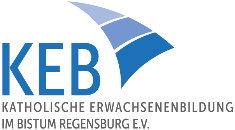 KEB
KATHOLISCHE ERWACHSENENBILDUNG
IM BISTUM REGENSBURG E.V.